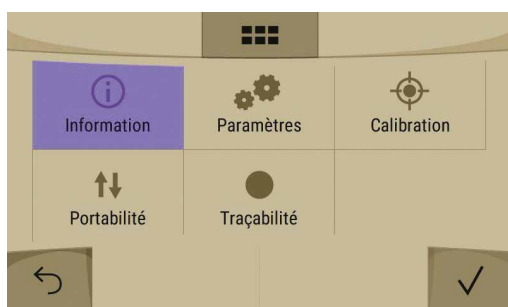 Information
Paramètres
Calibration
Portabilité
Traçabilité